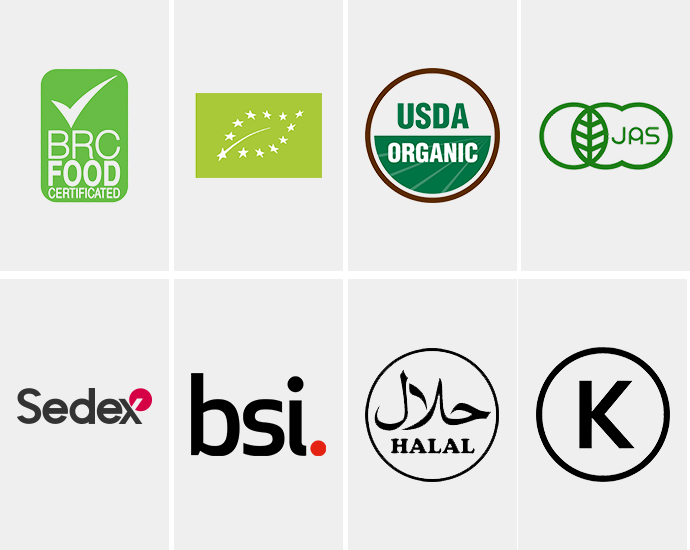 BRC
FOOD
CERTIFICATED
USDA
ORGANIC
JAS
Sedex
bsi.
حلال
HALAL
K